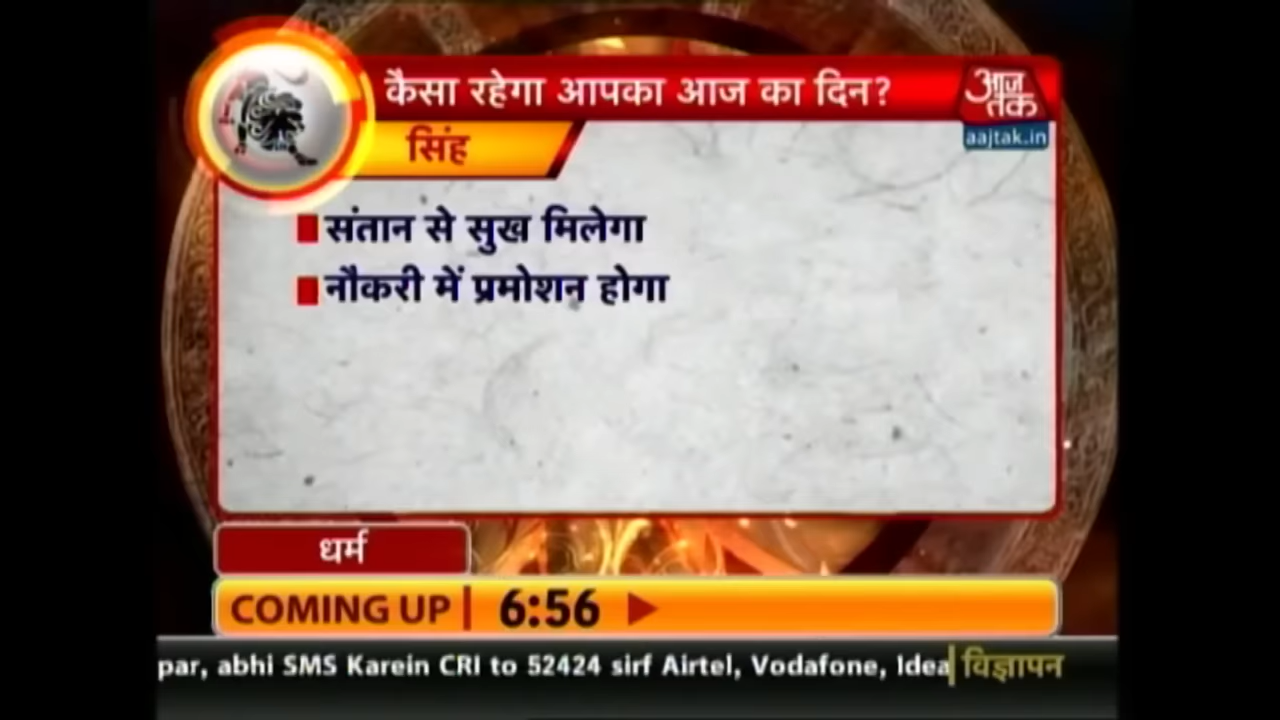 कैसा रहेगा आपका आज का दिन?
आज
तक
aajtak.in
सिंह
संतान से सुख मिलेगा
नौकरी में प्रमोशन होगा
धर्म
COMING UP 6:56
par, abhi SMS Karein CRI to 52424 sirf Airtel, Vodafone, Idea विज्ञापन